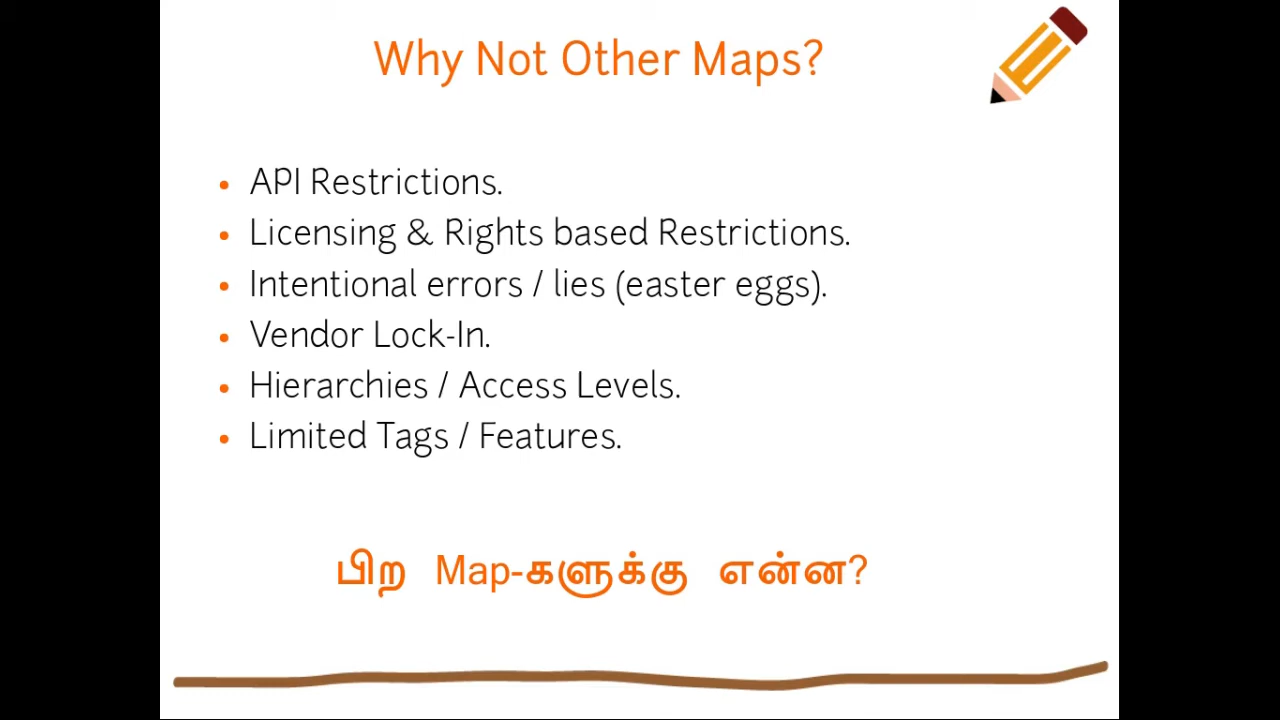 Why Not Other Maps?
• API Restrictions.
• Licensing & Rights based Restrictions.
• Intentional errors / lies (easter eggs).
• Vendor Lock-In.
• Hierarchies / Access Levels.
• Limited Tags / Features.
பிற Map-களுக்கு என்ன?